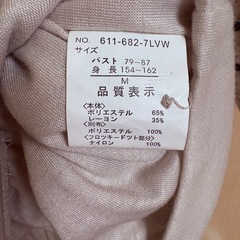 NO. 611-682-7LVW
サイズ
バスト 79-87
身長 154-162
M
品質表示
<本体>
ポリエステル 65%
レーヨン 35%
<別布>
ポリエステル 100%
<フロッキードット部分>
ナイロン 100%